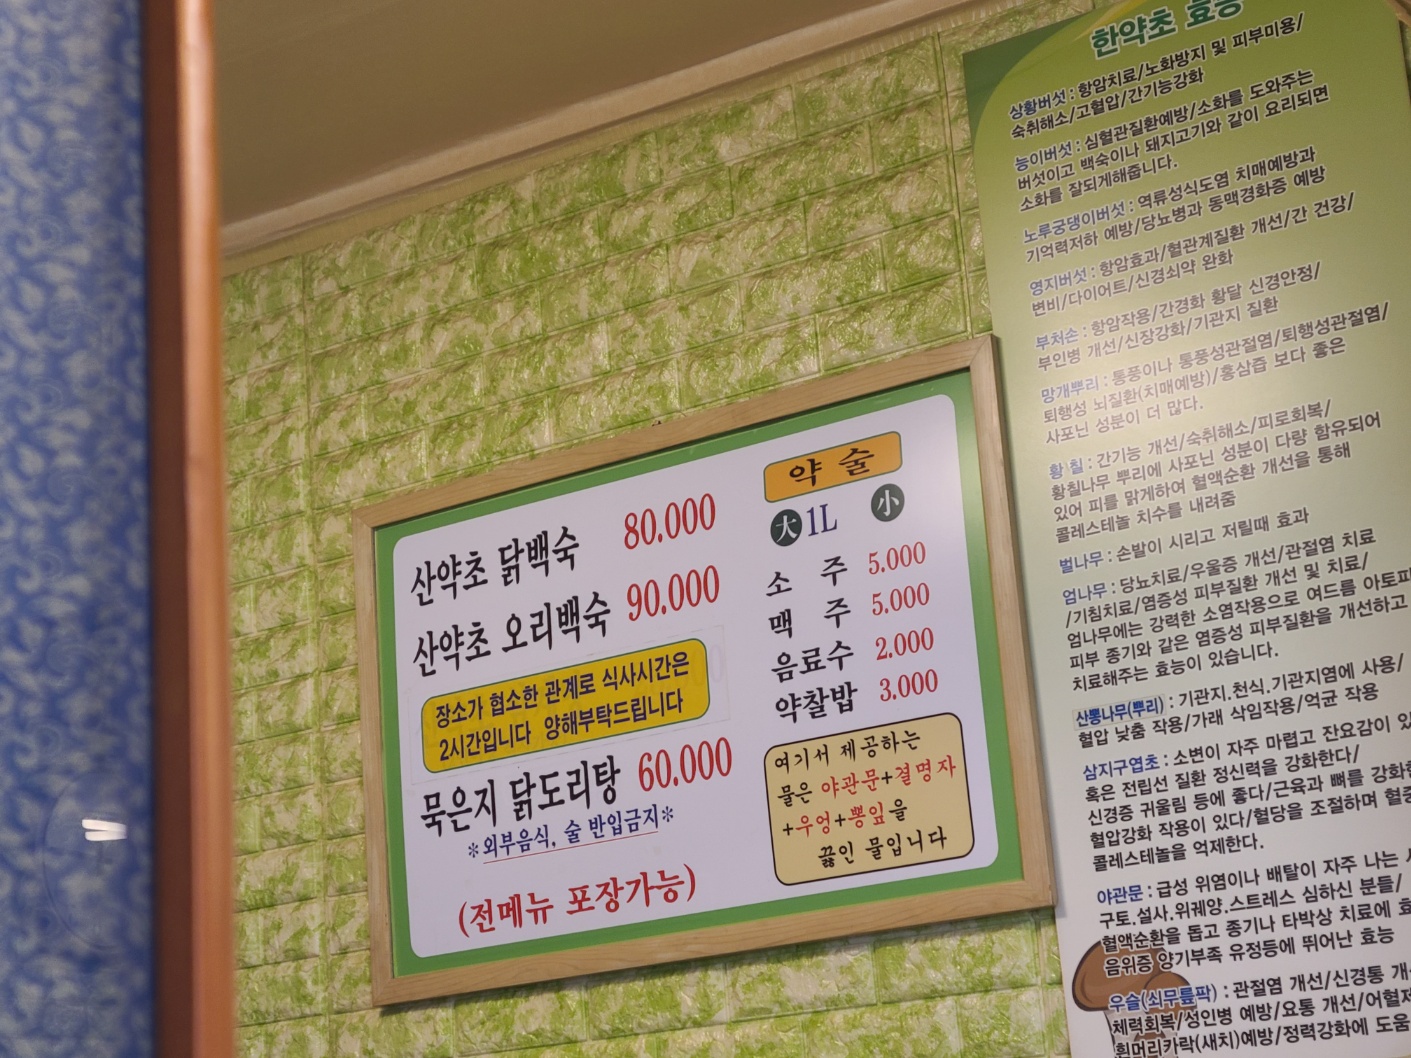 산약초 닭백숙 80.000
산약초 오리백숙 90.000
장소가 협소한 관계로 식사시간은
2시간입니다 양해부탁드립니다
묵은지 닭도리탕 60.000
*외부음식, 술 반입금지*
(전메뉴 포장가능)
약술
大 1L 小
소 주 5.000
맥 주 5.000
음료수 2.000
약찰밥 3.000
여기서 제공하는
물은 야관문+결명자
+우엉+뽕잎을
끓인 물입니다
한약초 효능
상황버섯 : 항암치료/노화방지 및 피부미용/
숙취해소/고혈압/간기능강화
능이버섯 : 심혈관질환예방/소화를 도와주는
버섯이고 백숙이나 돼지고기와 같이 요리되면
소화를 잘되게해줍니다.
노루궁뎅이버섯 : 역류성식도염 치매예방과
기억력저하 예방/당뇨병과 동맥경화증 예방
영지버섯 : 항암효과/혈관계질환 개선/간 건강/
변비/다이어트/신경쇠약 완화
부처손 : 항암작용/간경화 황달 신경안정/
부인병 개선/신장강화/기관지 질환
망개뿌리 : 통풍이나 통풍성관절염/퇴행성관절염/
퇴행성 뇌질환(치매예방)/홍삼즙 보다 좋은
사포닌 성분이 더 많다.
황칠 : 간기능 개선/숙취해소/피로회복/
황칠나무 뿌리에 사포닌 성분이 다량 함유되어
있어 피를 맑게하여 혈액순환 개선을 통해
콜레스테놀 치수를 내려줌
벌나무 : 손발이 시리고 저릴때 효과
엄나무 : 당뇨치료/우울증 개선/관절염 치료
/기침치료/염증성 피부질환 개선 및 치료/
엄나무에는 강력한 소염작용으로 여드름 아토피
피부 종기와 같은 염증성 피부질환을 개선하고
치료해주는 효능이 있습니다.
산뽕나무(뿌리) : 기관지.천식.기관지염에 사용/
혈압 낮춤 작용/가래 삭임작용/억균 작용
삼지구엽초 : 소변이 자주 마렵고 잔요감이 있
혹은 전립선 질환 정신력을 강화한다/
신경증 귀울림 등에 좋다/근육과 뼈를 강화한
혈압강화 작용이 있다/혈당을 조절하며 혈중
콜레스테놀을 억제한다.
야관문 : 급성 위염이나 배탈이 자주 나는
구토.설사.위궤양.스트레스 심하신 분들/
혈액순환을 돕고 종기나 타박상 치료에 효
음위증 양기부족 유정등에 뛰어난 효능
우슬(쇠무릎팍) : 관절염 개선/신경통 개
체력회복/성인병 예방/요통 개선/어혈저
흰머리카락(새치)예방/정력강화에 도움